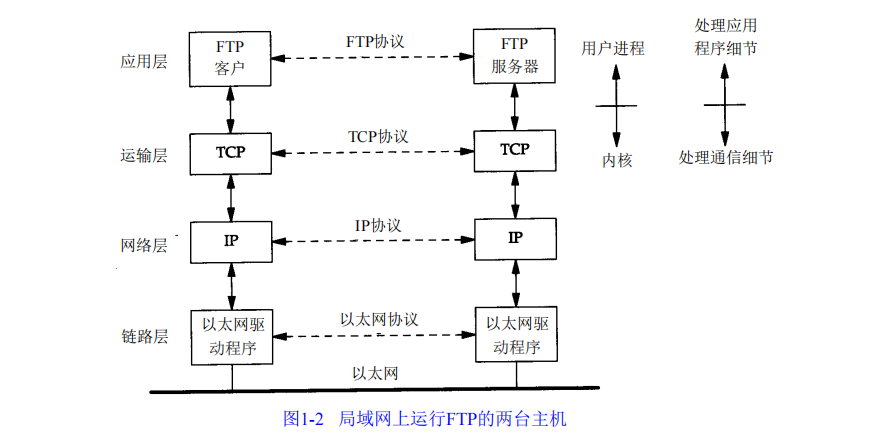 应用层
FTP
客户
FTP协议
FTP
服务器
用户进程
处理应用
程序细节
运输层
TCP
TCP协议
TCP
内核
处理通信细节
网络层
IP
IP协议
IP
链路层
以太网驱
动程序
以太网协议
以太网驱
动程序
以太网
图1-2 局域网上运行FTP的两台主机